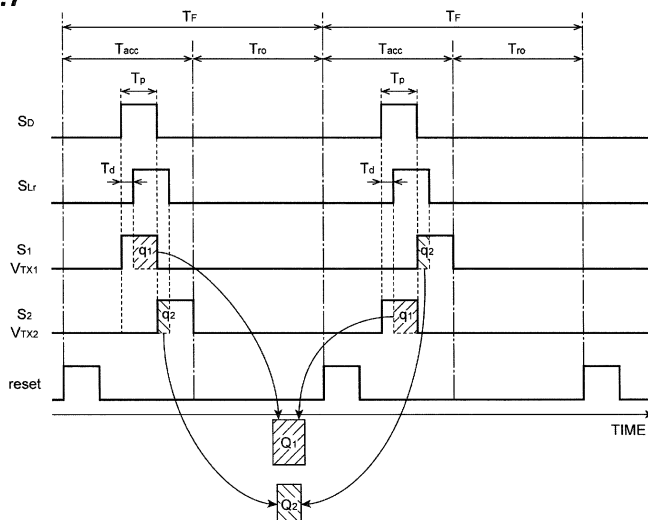 .7
TF TF
Tacc Tro Tacc Tro
Tp Tp
SD
Td Td
SLr
S1 q1 q2
VTX1
S2 q2 q1
VTX2
reset
TIME
Q1
Q2